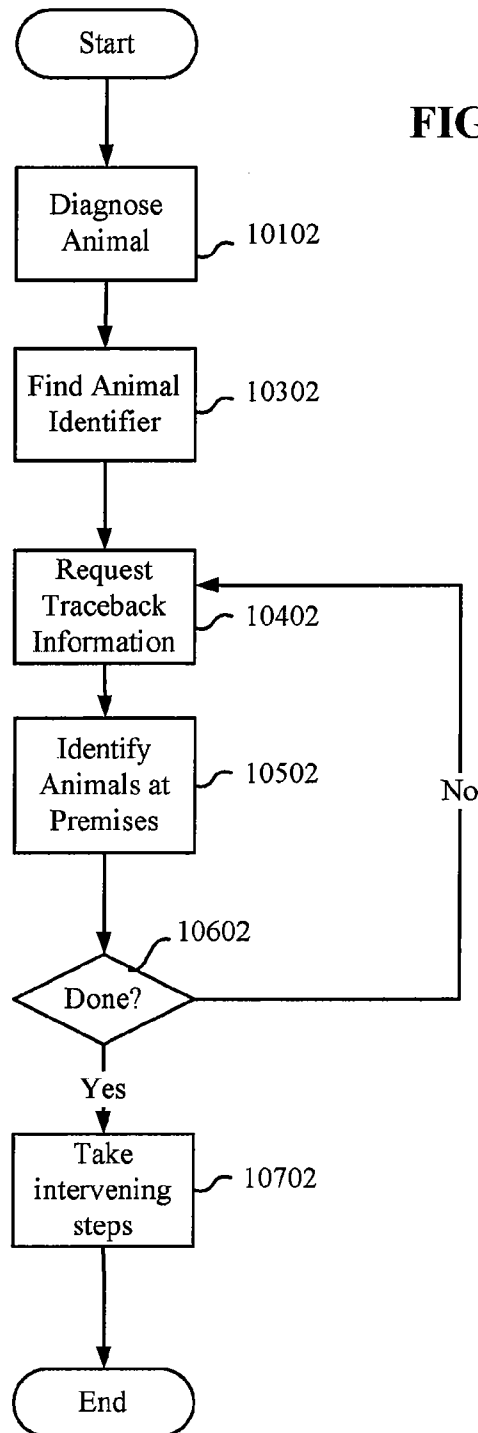 Start
FIG
Diagnose
Animal
10102
Find Animal
Identifier
10302
Request
Traceback
Information
10402
Identify
Animals at
Premises
10502
No
10602
Done?
Yes
Take
intervening
steps
10702
End